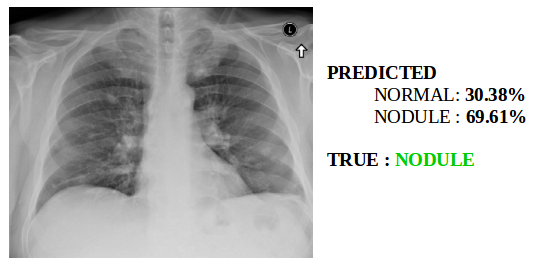 L
PREDICTED
NORMAL: 30.38%
NODULE : 69.61%
TRUE : NODULE